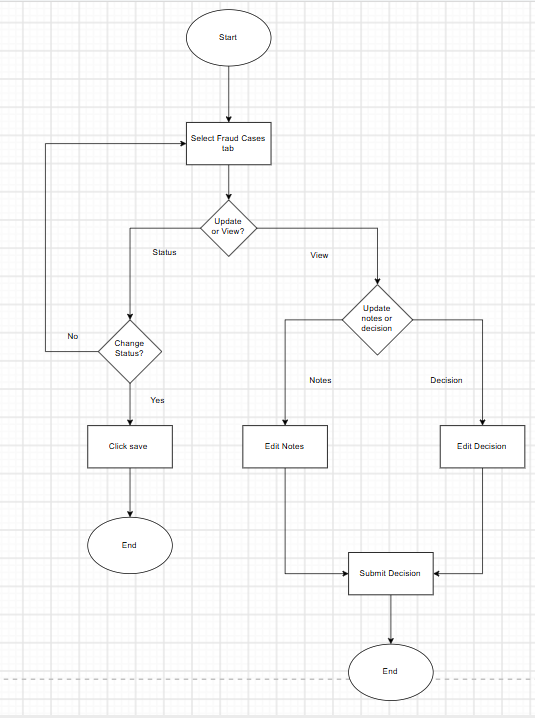 Start
Select Fraud Cases
tab
Update
or View?
Status
View
Update
notes or
decision
No
Change
Status?
Notes
Decision
Yes
Click save
Edit Notes
Edit Decision
End
Submit Decision
End